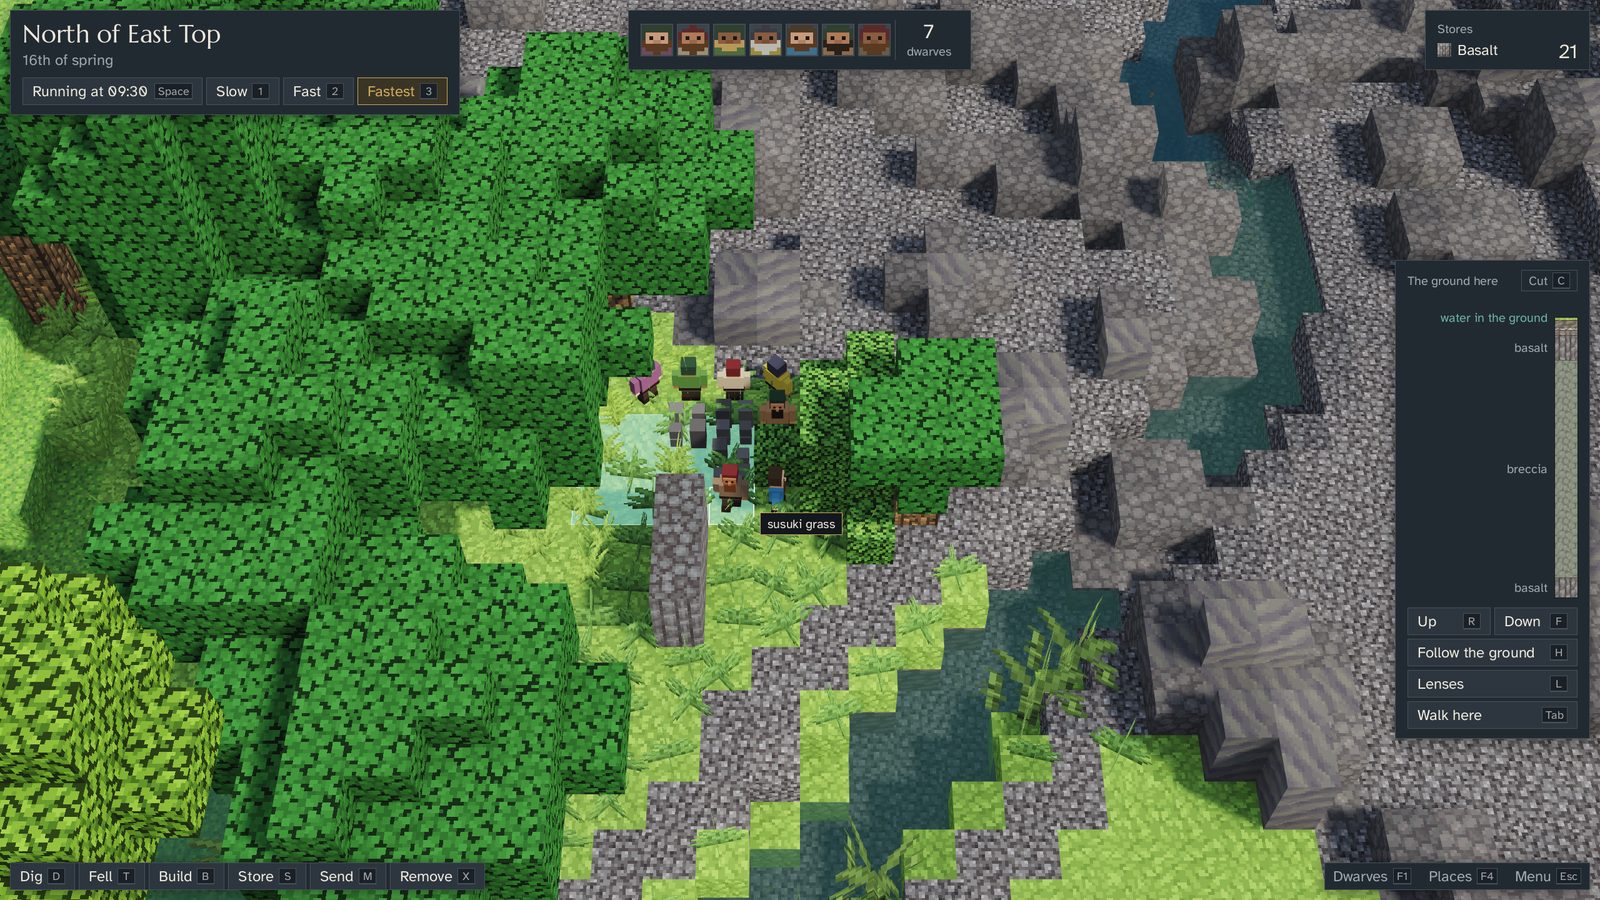 North of East Top
16th of spring
Running at 09:30 Space
Slow 1
Fast 2
Fastest 3
7
dwarves
Stores
Basalt 21
The ground here
Cut C
water in the ground
basalt
breccia
basalt
Up R
Down F
Follow the ground H
Lenses L
Walk here Tab
susuki grass
Dig D
Fell T
Build B
Store S
Send M
Remove X
Dwarves F1
Places F4
Menu Esc